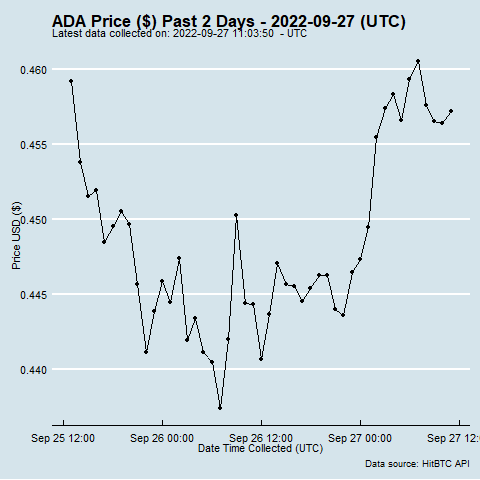 ADA Price ($) Past 2 Days - 2022-09-27 (UTC)
Latest data collected on: 2022-09-27 11:03:50 - UTC
0.460
0.455
0.450
0.445
0.440
Price USD ($)
Sep 25 12:00 Sep 26 00:00 Sep 26 12:00 Sep 27 00:00 Sep 27 12:0
Date Time Collected (UTC)
Data source: HitBTC API